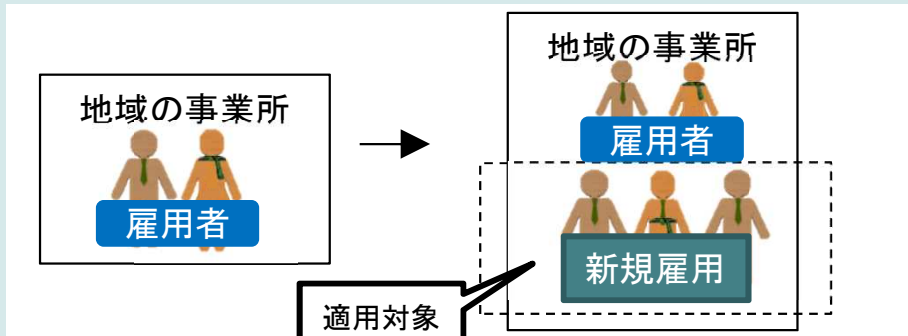 地域の事業所
雇用者
地域の事業所
雇用者
新規雇用
適用対象